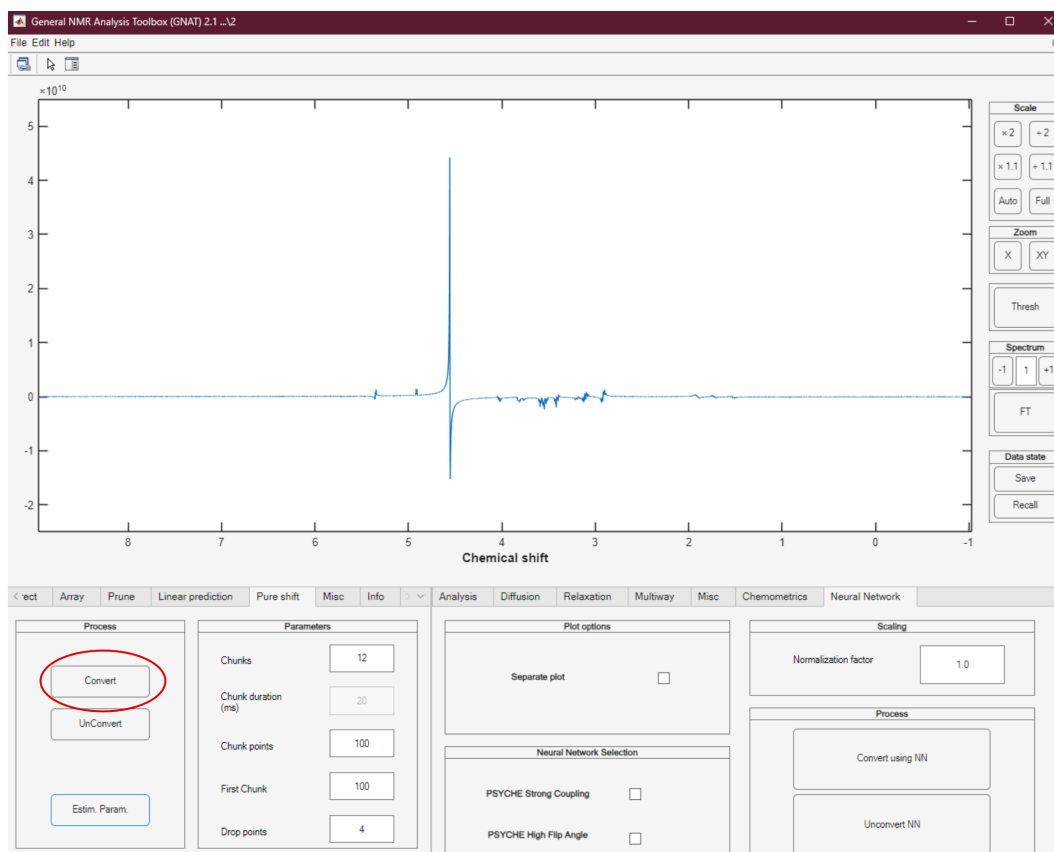 General NMR Analysis Toolbox (GNAT) 2.1 ...\2
File Edit Help
×10^10
5
4
3
2
1
0
-1
-2
8 7 6 5 4 3 2 1 0 -1
Chemical shift
Scale
× 2 ÷ 2
× 1.1 ÷ 1.1
Auto Full
Zoom
X XY
Thresh
Spectrum
-1 1 +1
FT
Data state
Save
Recall
rect Array Prune Linear prediction Pure shift Misc Info
Analysis Diffusion Relaxation Multiway Misc Chemometrics Neural Network
Process
Convert
UnConvert
Estim. Param.
Parameters
Chunks 12
Chunk duration
(ms) 20
Chunk points 100
First Chunk 100
Drop points 4
Plot options
Separate plot
Neural Network Selection
PSYCHE Strong Coupling
PSYCHE High Flip Angle
Scaling
Normalization factor 1.0
Process
Convert using NN
Unconvert NN